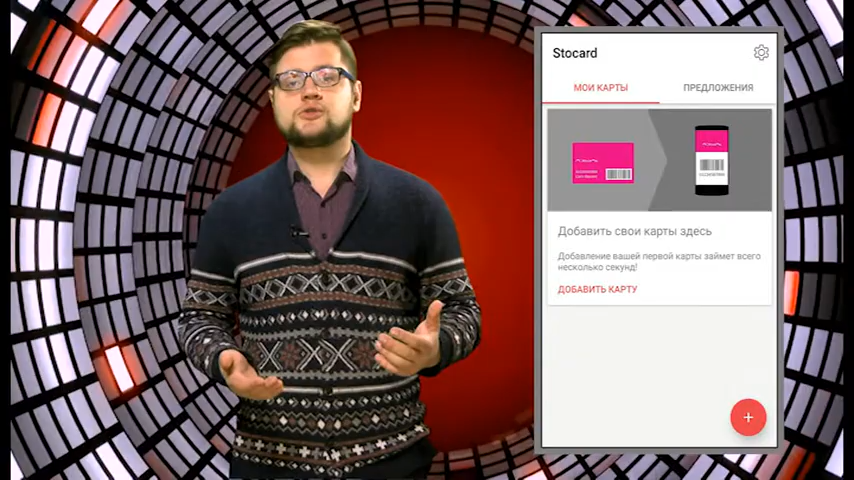 Stocard
МОИ КАРТЫ
ПРЕДЛОЖЕНИЯ
Добавить свои карты здесь
Добавление вашей первой карты займет всего
несколько секунд!
ДОБАВИТЬ КАРТУ
+